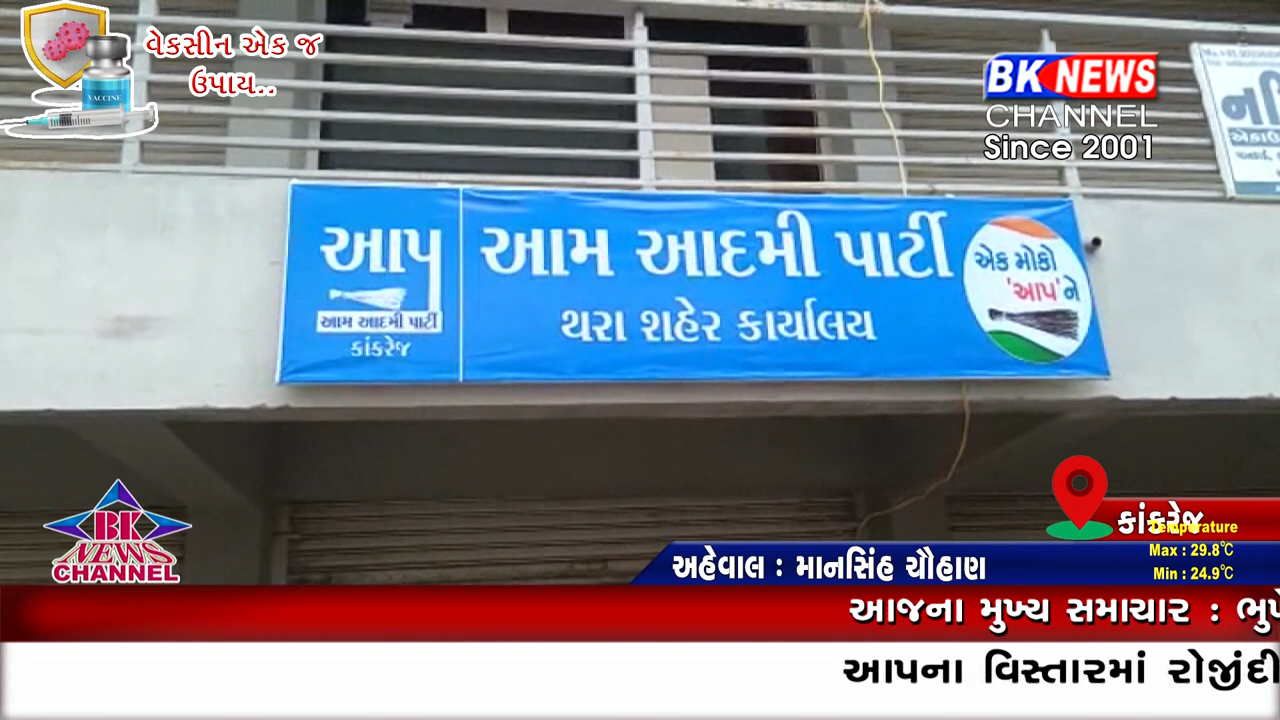 વેકસીન એક જ
ઉપાય..
VACCINE
BK NEWS
CHANNEL
Since 2001
આપ
આમ આદમી પાર્ટી
કાંકરેજ
આમ આદમી પાર્ટી
થરા શહેર કાર્યાલય
એક મોકો
'આપ'ને
BK
NEWS
CHANNEL
કાંકરેજ
Temperature
Max : 29.8℃
Min : 24.9℃
અહેવાલ : માનસિંહ ચૌહાણ
આજના મુખ્ય સમાચાર :
આપના વિસ્તારમાં